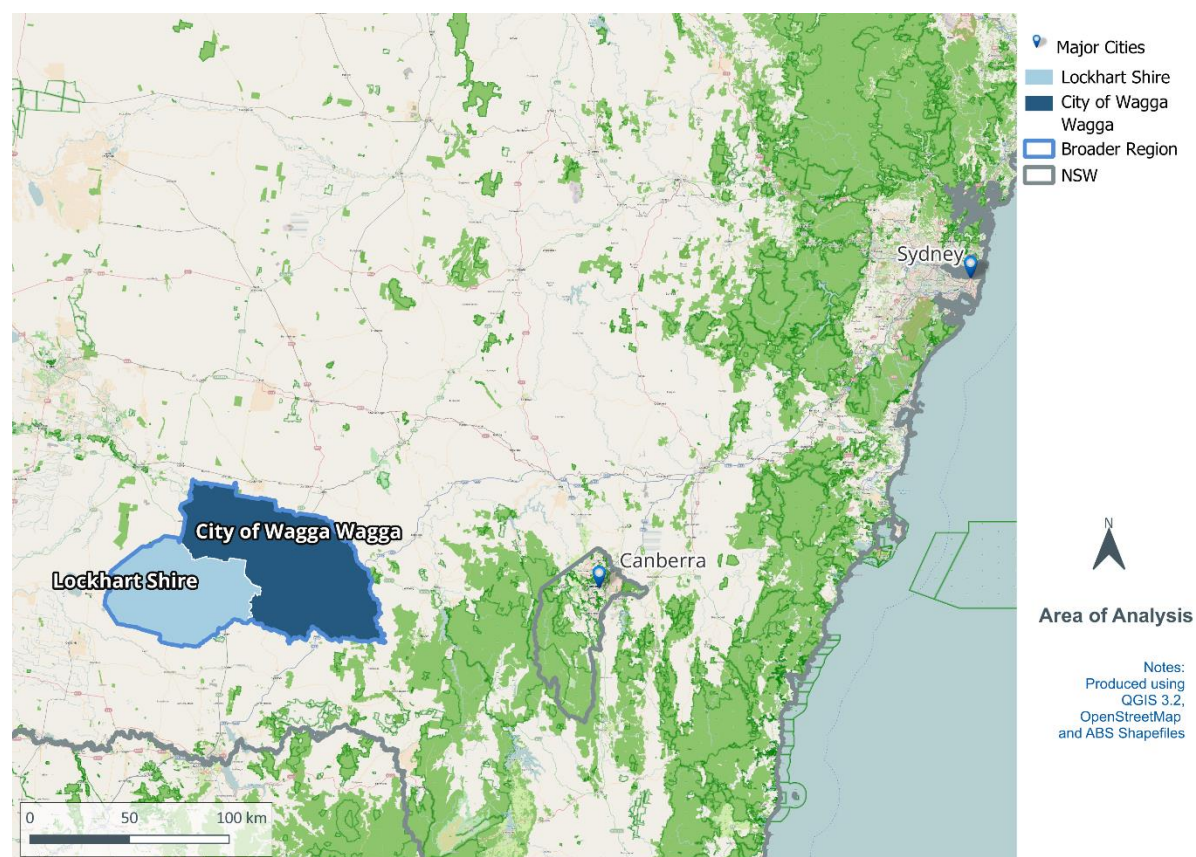 Major Cities
Lockhart Shire
City of Wagga
Wagga
Broader Region
NSW
Sydney
City of Wagga Wagga
Canberra
Lockhart Shire
N
Area of Analysis
Notes:
Produced using
QGIS 3.2,
OpenStreetMap
and ABS Shapefiles
0 50 100 km